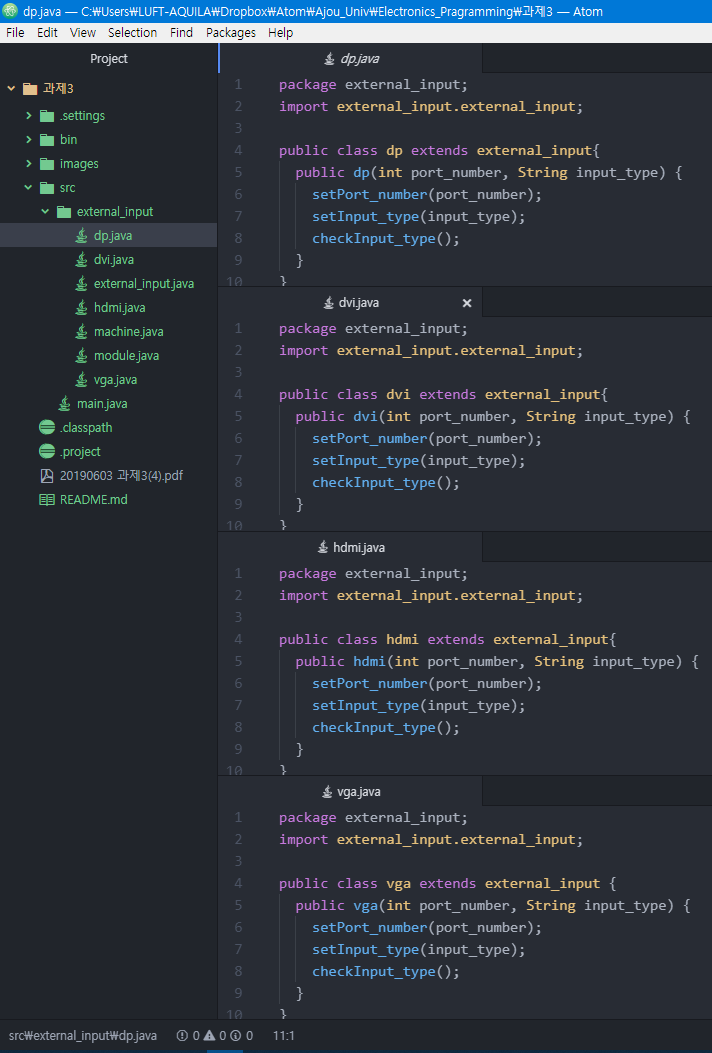 dp.java — C:₩Users₩LUFT-AQUILA₩Dropbox₩Atom₩Ajou_Univ₩Electronics_Pragramming₩과제3 — Atom
File Edit View Selection Find Packages Help
Project
과제3
.settings
bin
images
src
external_input
dp.java
dvi.java
external_input.java
hdmi.java
machine.java
module.java
vga.java
main.java
.classpath
.project
20190603 과제3(4).pdf
README.md
dp.java
1 package external_input;
2 import external_input.external_input;
3
4 public class dp extends external_input{
5 public dp(int port_number, String input_type) {
6 setPort_number(port_number);
7 setInput_type(input_type);
8 checkInput_type();
9 }
10 }
dvi.java ×
1 package external_input;
2 import external_input.external_input;
3
4 public class dvi extends external_input{
5 public dvi(int port_number, String input_type) {
6 setPort_number(port_number);
7 setInput_type(input_type);
8 checkInput_type();
9 }
10 }
hdmi.java
1 package external_input;
2 import external_input.external_input;
3
4 public class hdmi extends external_input{
5 public hdmi(int port_number, String input_type) {
6 setPort_number(port_number);
7 setInput_type(input_type);
8 checkInput_type();
9 }
10 }
vga.java
1 package external_input;
2 import external_input.external_input;
3
4 public class vga extends external_input {
5 public vga(int port_number, String input_type) {
6 setPort_number(port_number);
7 setInput_type(input_type);
8 checkInput_type();
9 }
10 }
src₩external_input₩dp.java 0 0 0 11:1